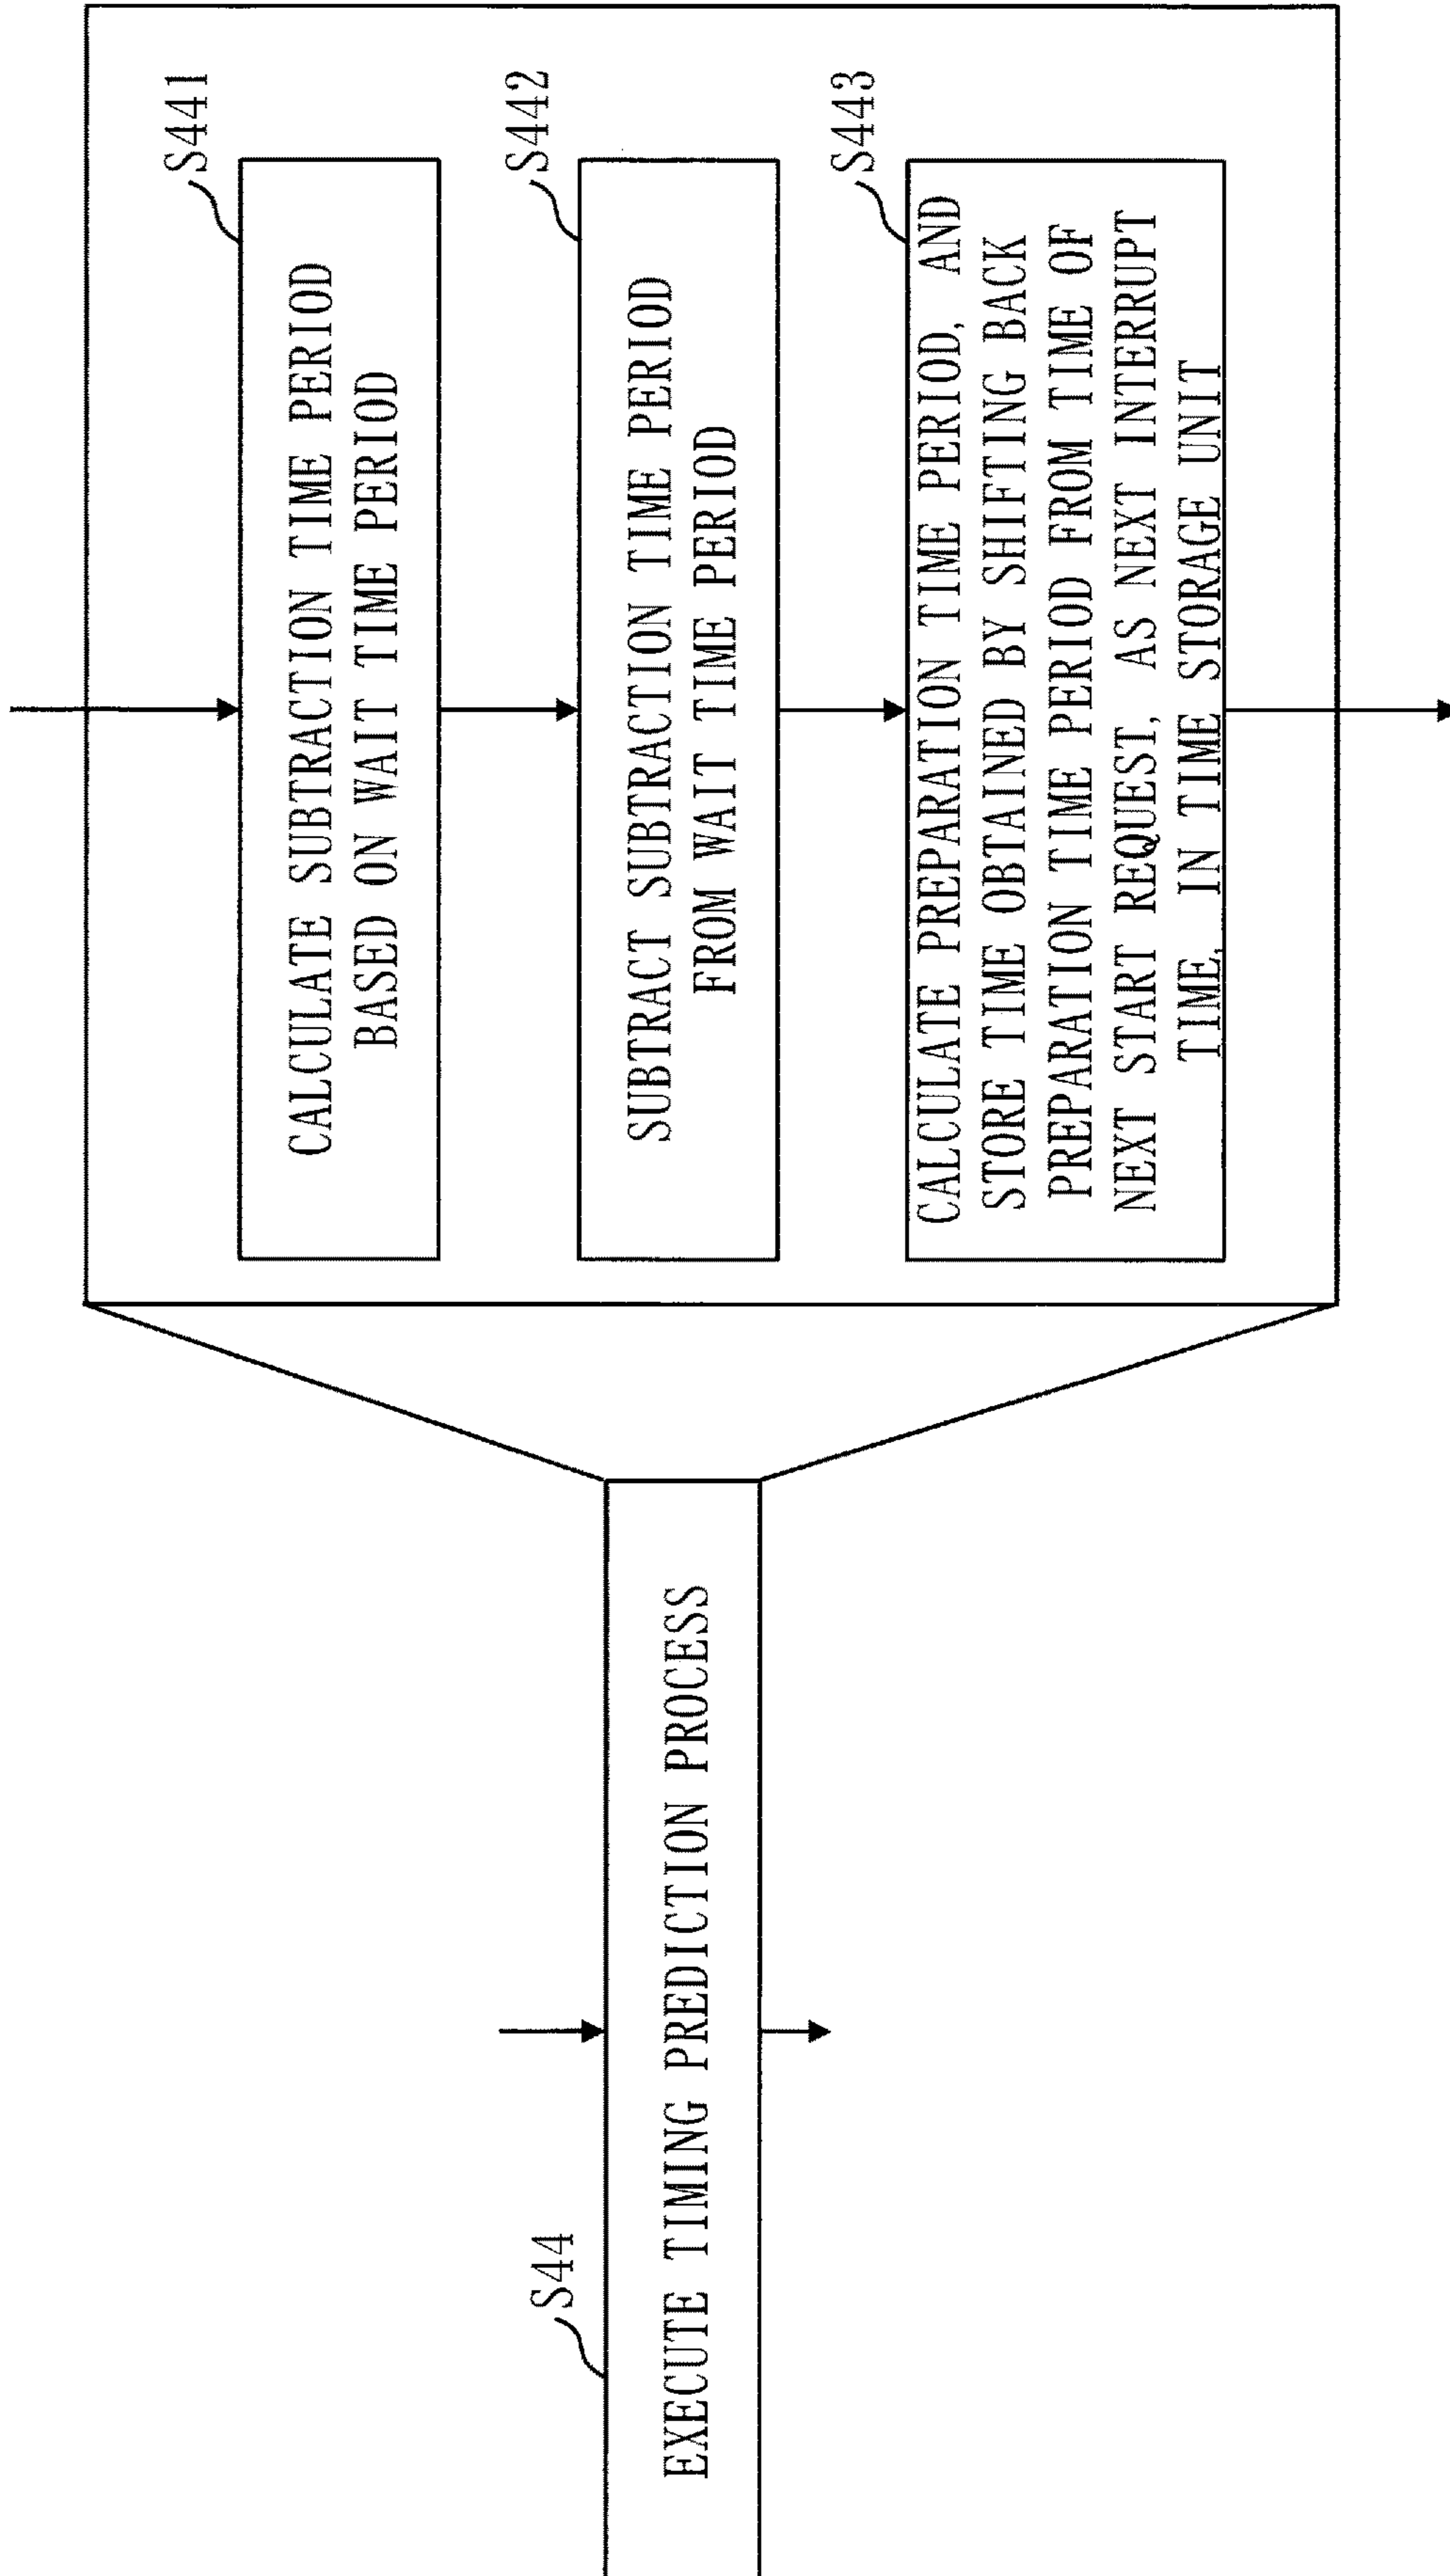 S44
EXECUTE TIMING PREDICTION PROCESS
S441
CALCULATE SUBTRACTION TIME PERIOD
BASED ON WAIT TIME PERIOD
S442
SUBTRACT SUBTRACTION TIME PERIOD
FROM WAIT TIME PERIOD
S443
CALCULATE PREPARATION TIME PERIOD, AND
STORE TIME OBTAINED BY SHIFTING BACK
PREPARATION TIME PERIOD FROM TIME OF
NEXT START REQUEST, AS NEXT INTERRUPT
TIME, IN TIME STORAGE UNIT